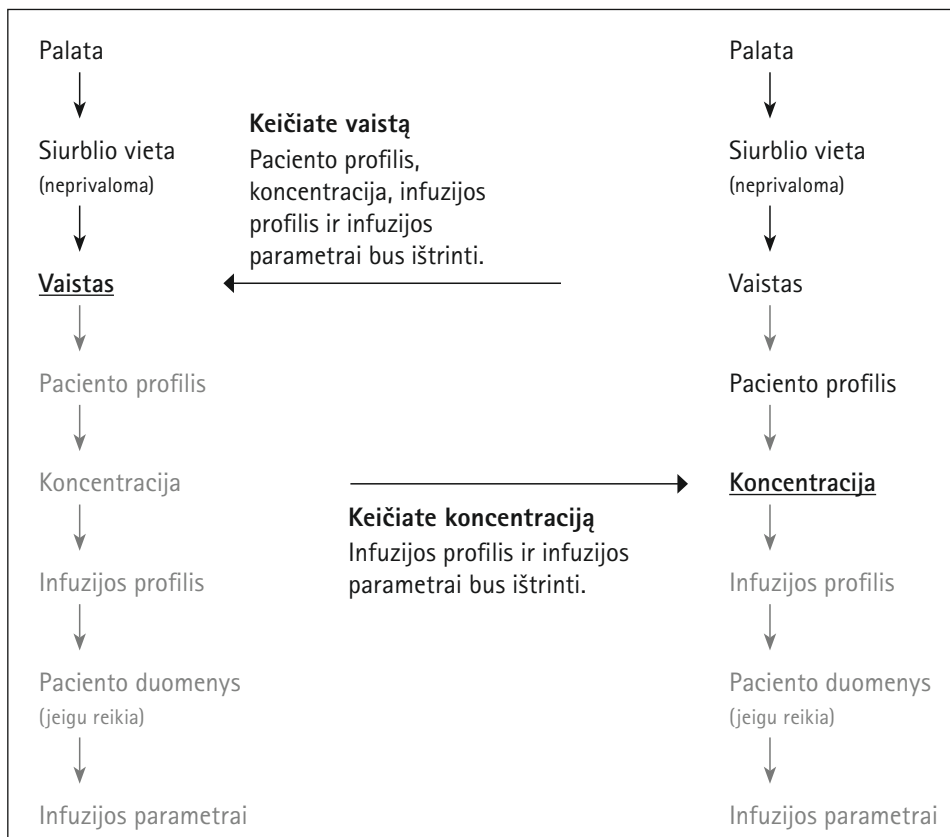 Palata
Siurblio vieta
(neprivaloma)
Vaistas
Paciento profilis
Koncentracija
Infuzijos profilis
Paciento duomenys
(jeigu reikia)
Infuzijos parametrai
Keičiate vaistą
Paciento profilis,
koncentracija, infuzijos
profilis ir infuzijos
parametrai bus ištrinti.
Keičiate koncentraciją
Infuzijos profilis ir infuzijos
parametrai bus ištrinti.
Palata
Siurblio vieta
(neprivaloma)
Vaistas
Paciento profilis
Koncentracija
Infuzijos profilis
Paciento duomenys
(jeigu reikia)
Infuzijos parametrai